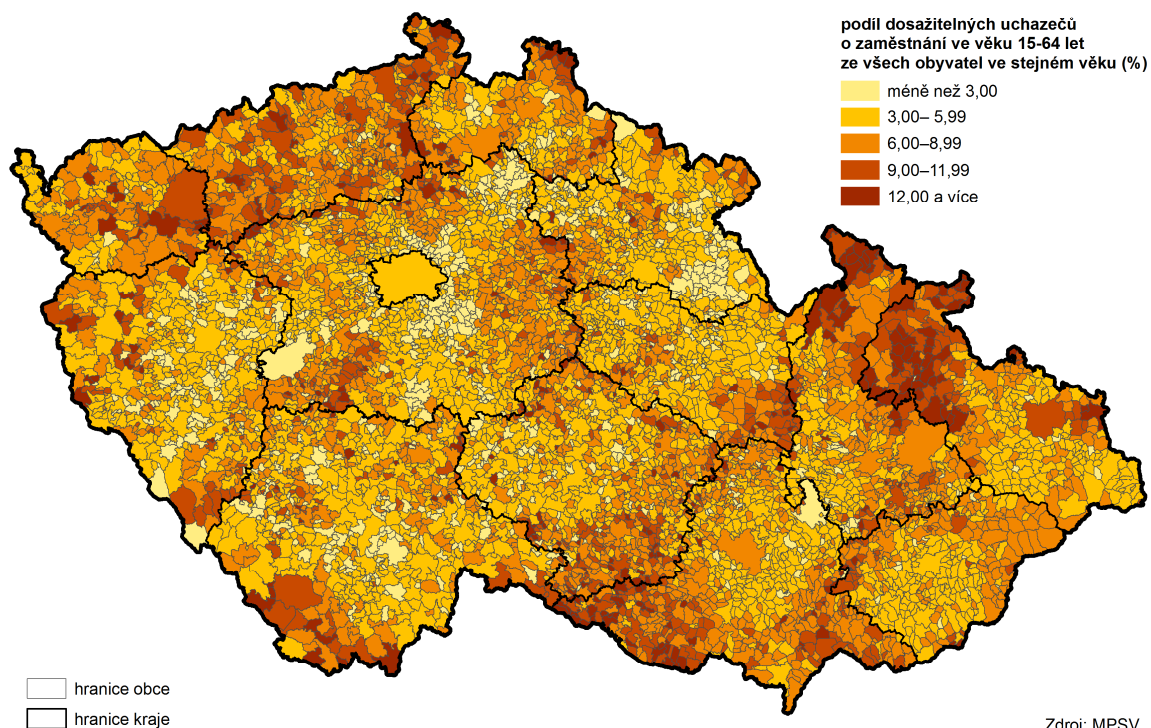 podíl dosažitelných uchazečů
o zaměstnání ve věku 15-64 let
ze všech obyvatel ve stejném věku (%)
méně než 3,00
3,00– 5,99
6,00–8,99
9,00–11,99
12,00 a více
hranice obce
hranice kraje
Zdroj: MPSV